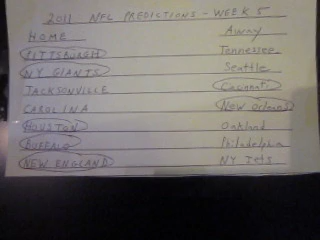 2011 NFL PREDICTIONS - WEEK 5
HOME Away
PITTSBURGH Tennessee
NY GIANTS Seattle
JACKSONVILLE Cincinnati
CAROLINA New Orleans
HOUSTON Oakland
BUFFALO Philadelphia
NEW ENGLAND NY Jets